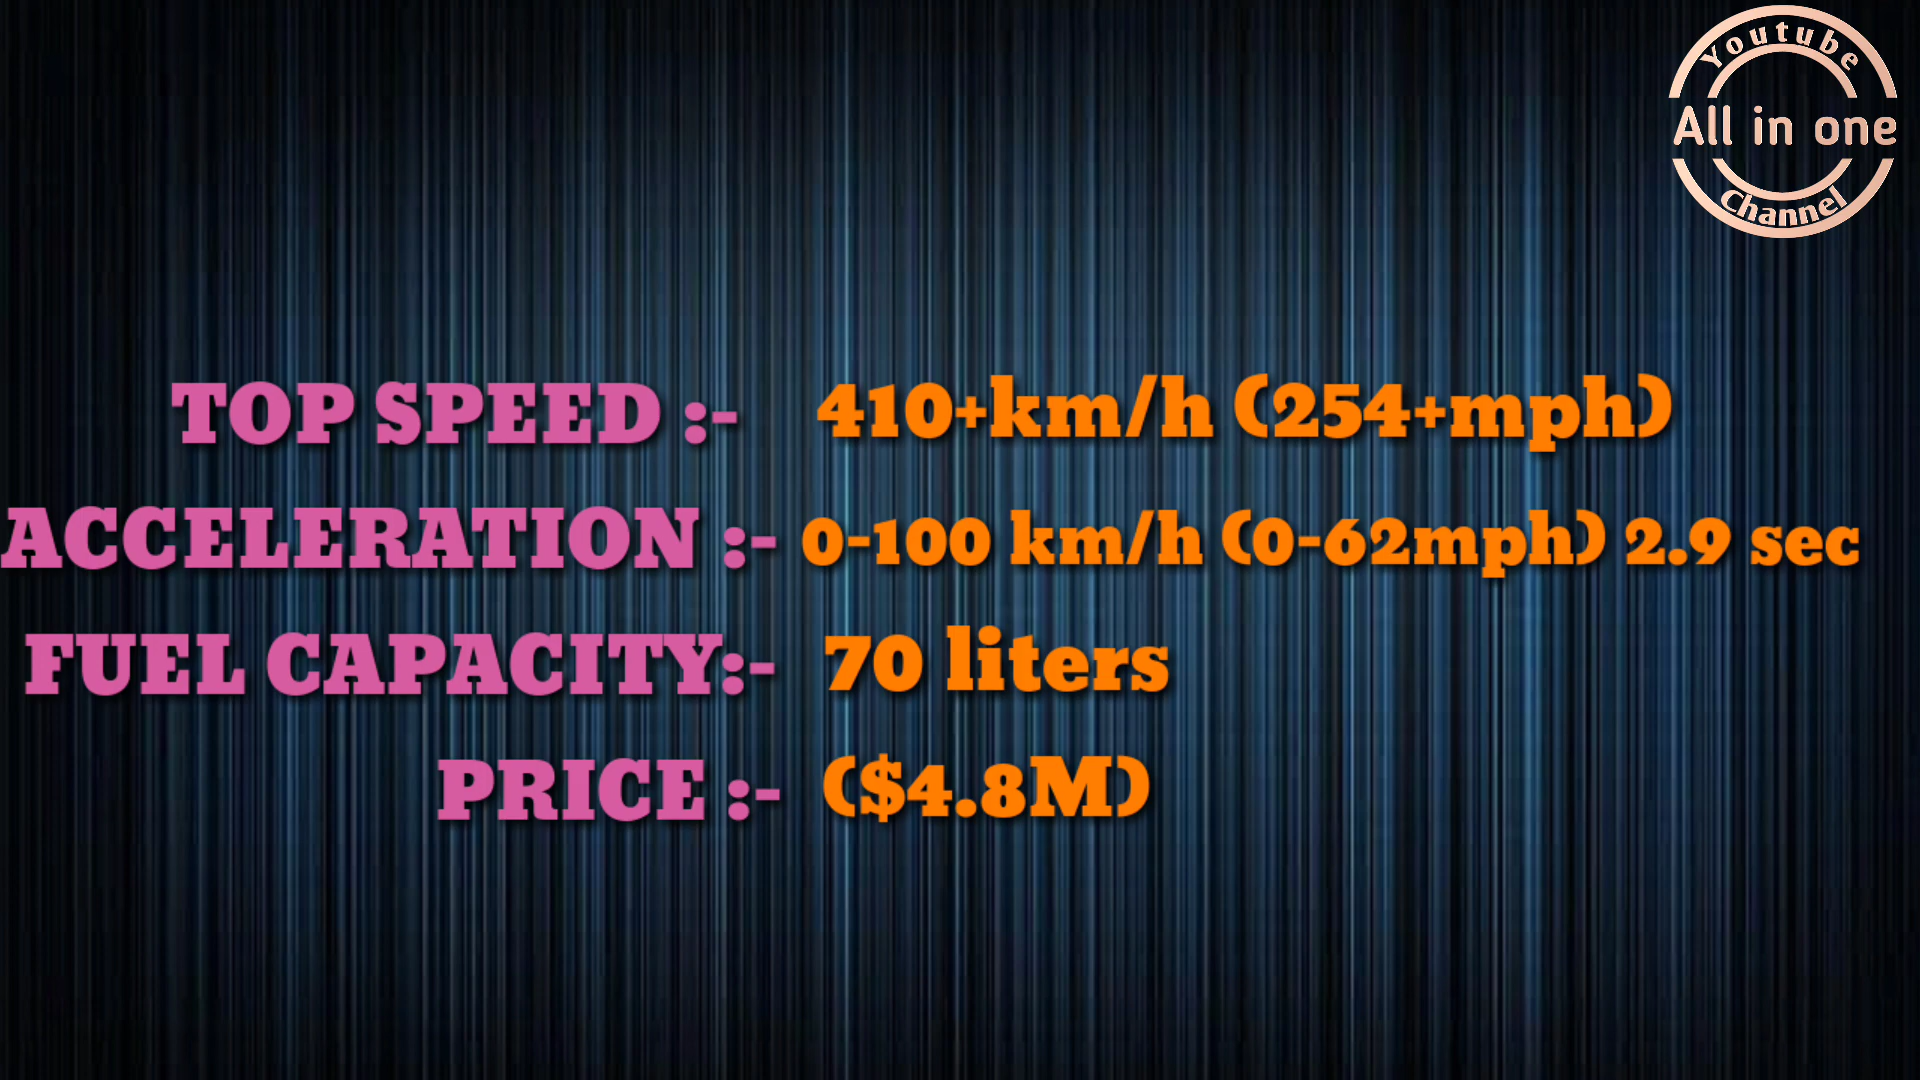 Youtube
All in one
Channel
TOP SPEED :- 410+km/h (254+mph)
ACCELERATION :- 0-100 km/h (0-62mph) 2.9 sec
FUEL CAPACITY:- 70 liters
PRICE :- ($4.8M)